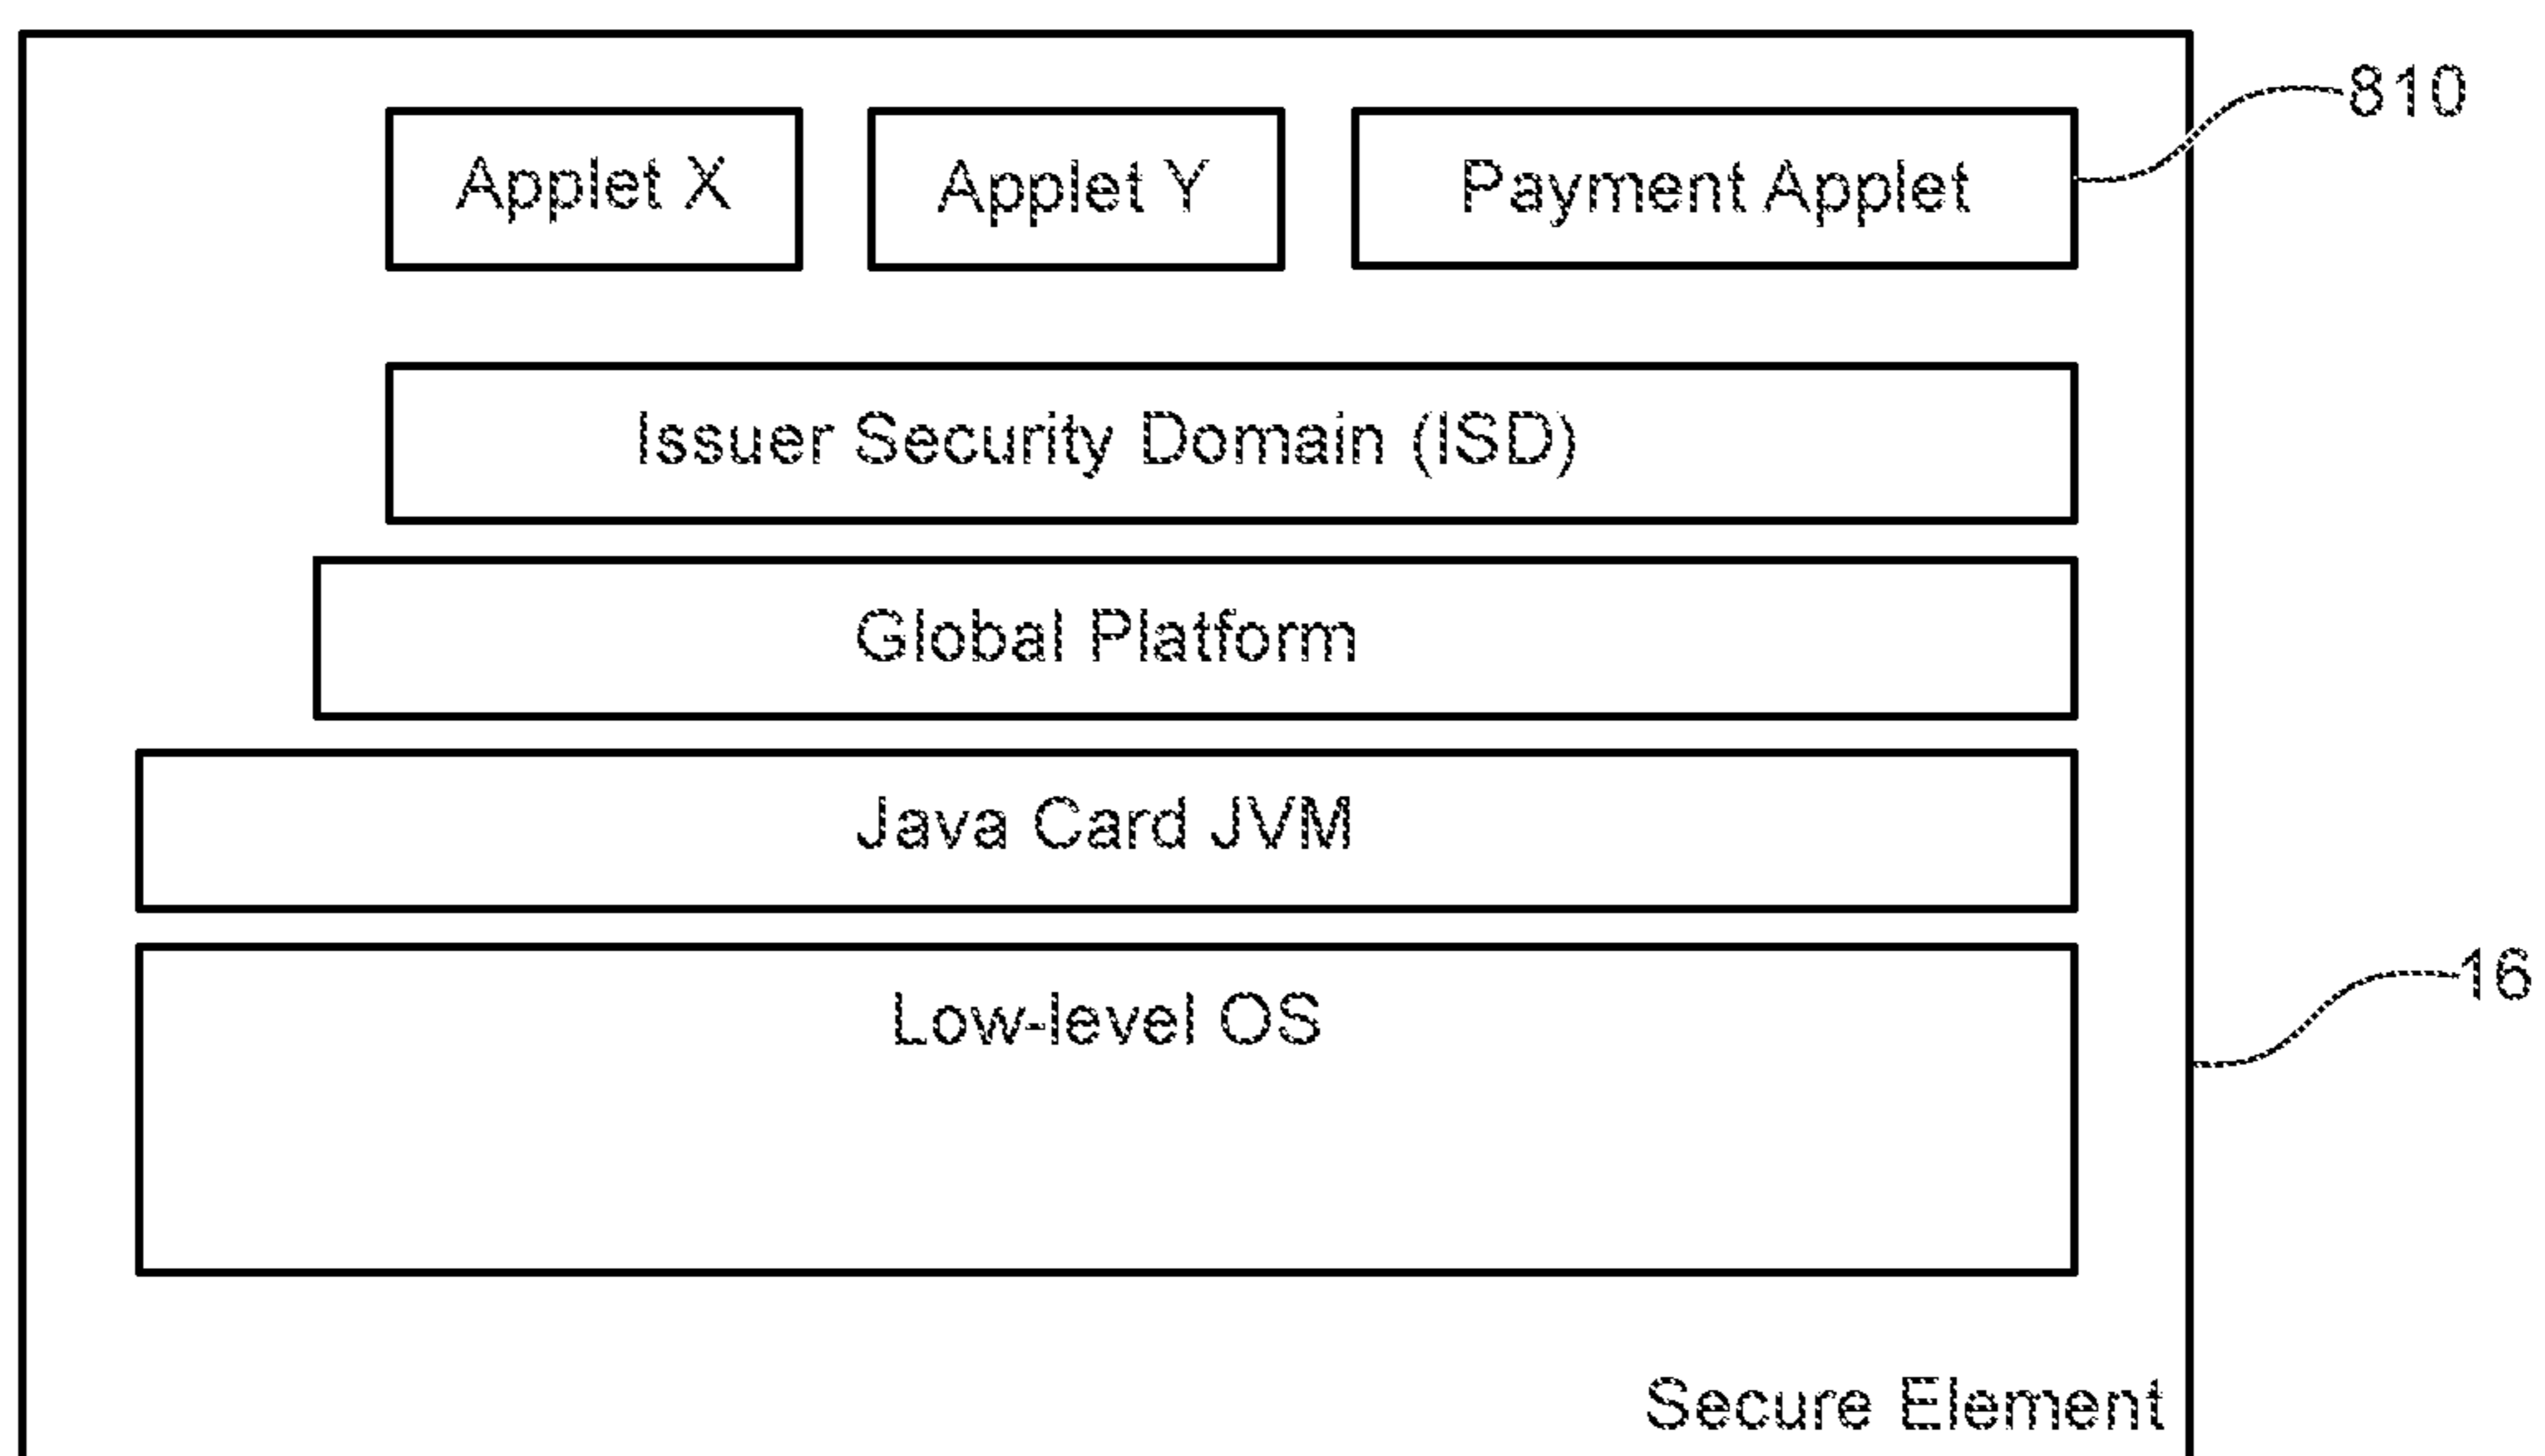 810
Applet X
Applet Y
Payment Applet
Issuer Security Domain (ISD)
Global Platform
Java Card JVM
Low-level OS
16
Secure Element